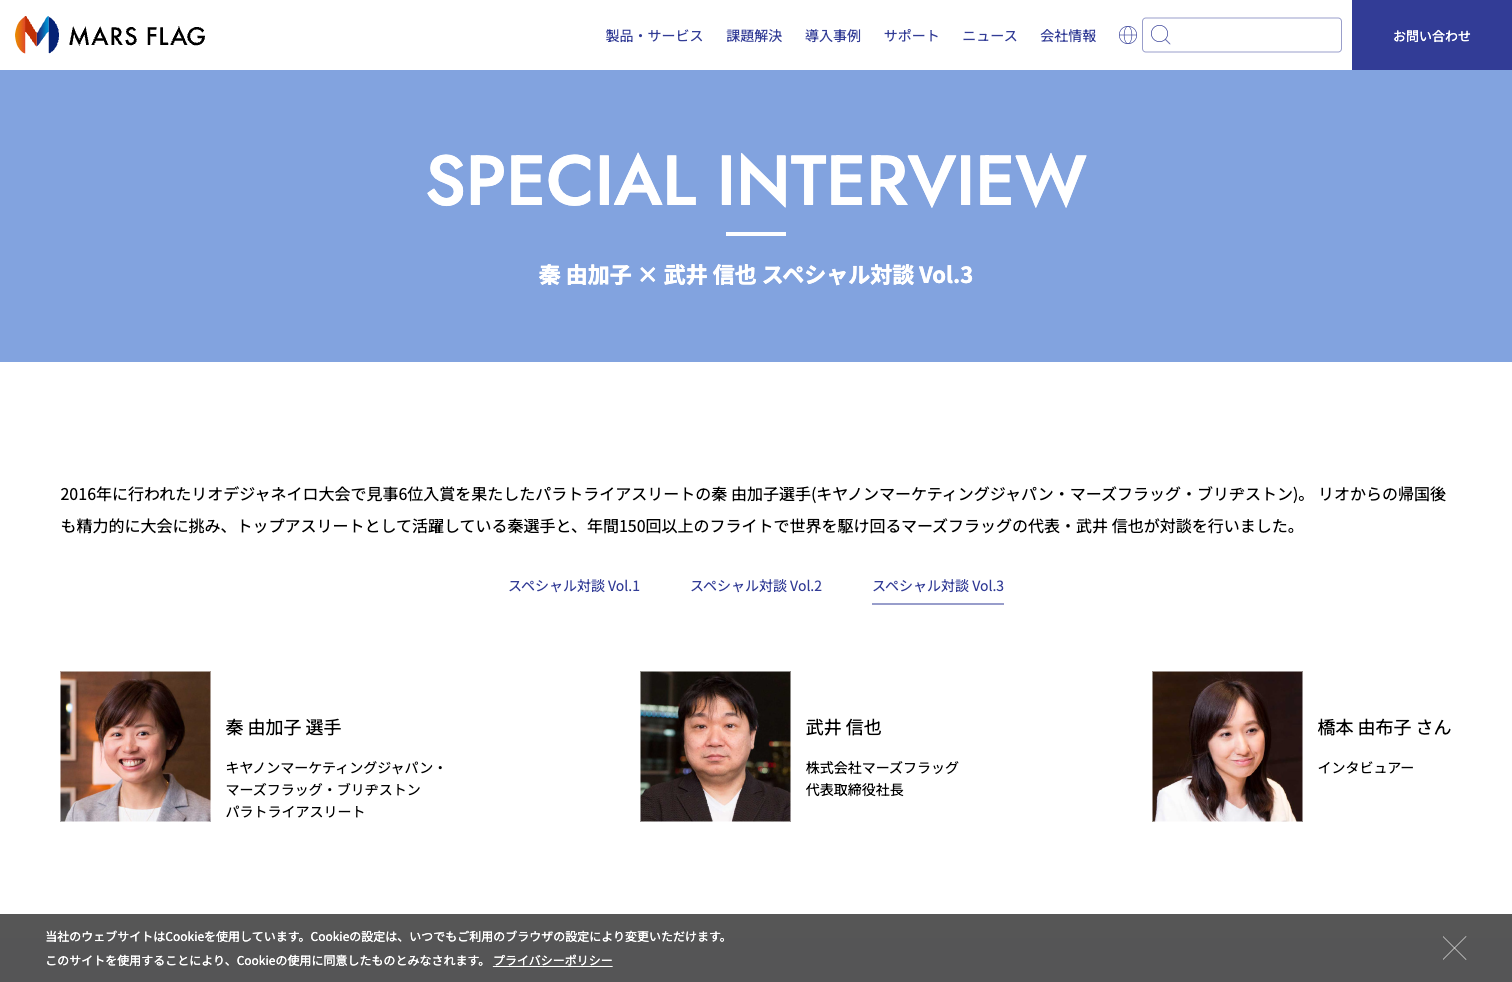 MARS FLAG
製品・サービス
課題解決
導入事例
サポート
ニュース
会社情報
お問い合わせ
SPECIAL INTERVIEW
秦 由加子 × 武井 信也 スペシャル対談 Vol.3
2016年に行われたリオデジャネイロ大会で見事6位入賞を果たしたパラトライアスリートの秦 由加子選手(キヤノンマーケティングジャパン・マーズフラッグ・ブリヂストン)。 リオからの帰国後
も精力的に大会に挑み、トップアスリートとして活躍している秦選手と、年間150回以上のフライトで世界を駆け回るマーズフラッグの代表・武井 信也が対談を行いました。
スペシャル対談 Vol.1
スペシャル対談 Vol.2
スペシャル対談 Vol.3
秦 由加子 選手
キヤノンマーケティングジャパン・
マーズフラッグ・ブリヂストン
パラトライアスリート
武井 信也
株式会社マーズフラッグ
代表取締役社長
橋本 由布子 さん
インタビュアー
当社のウェブサイトはCookieを使用しています。Cookieの設定は、いつでもご利用のブラウザの設定により変更いただけます。
このサイトを使用することにより、Cookieの使用に同意したものとみなされます。 プライバシーポリシー